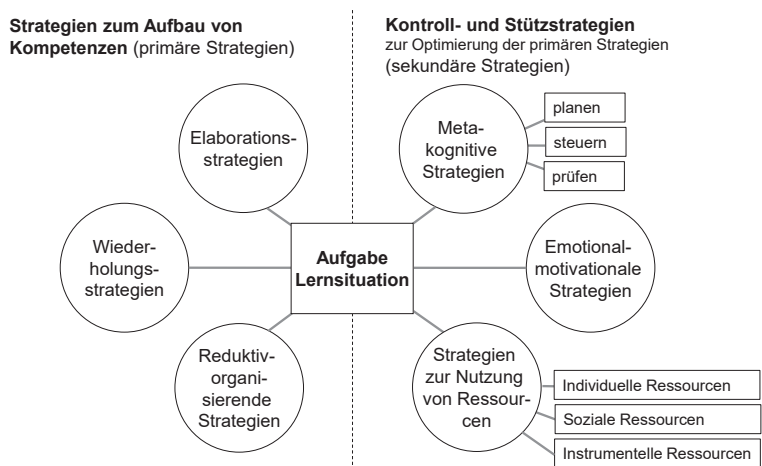 Strategien zum Aufbau von
Kompetenzen (primäre Strategien)
Kontroll- und Stützstrategien
zur Optimierung der primären Strategien
(sekundäre Strategien)
Elaborations-
strategien
Meta-
kognitive
Strategien
planen
steuern
prüfen
Wieder-
holungs-
strategien
Aufgabe
Lernsituation
Emotional-
motivationale
Strategien
Reduktiv-
organi-
sierende
Strategien
Strategien
zur Nutzung
von Ressour-
cen
Individuelle Ressourcen
Soziale Ressourcen
Instrumentelle Ressourcen